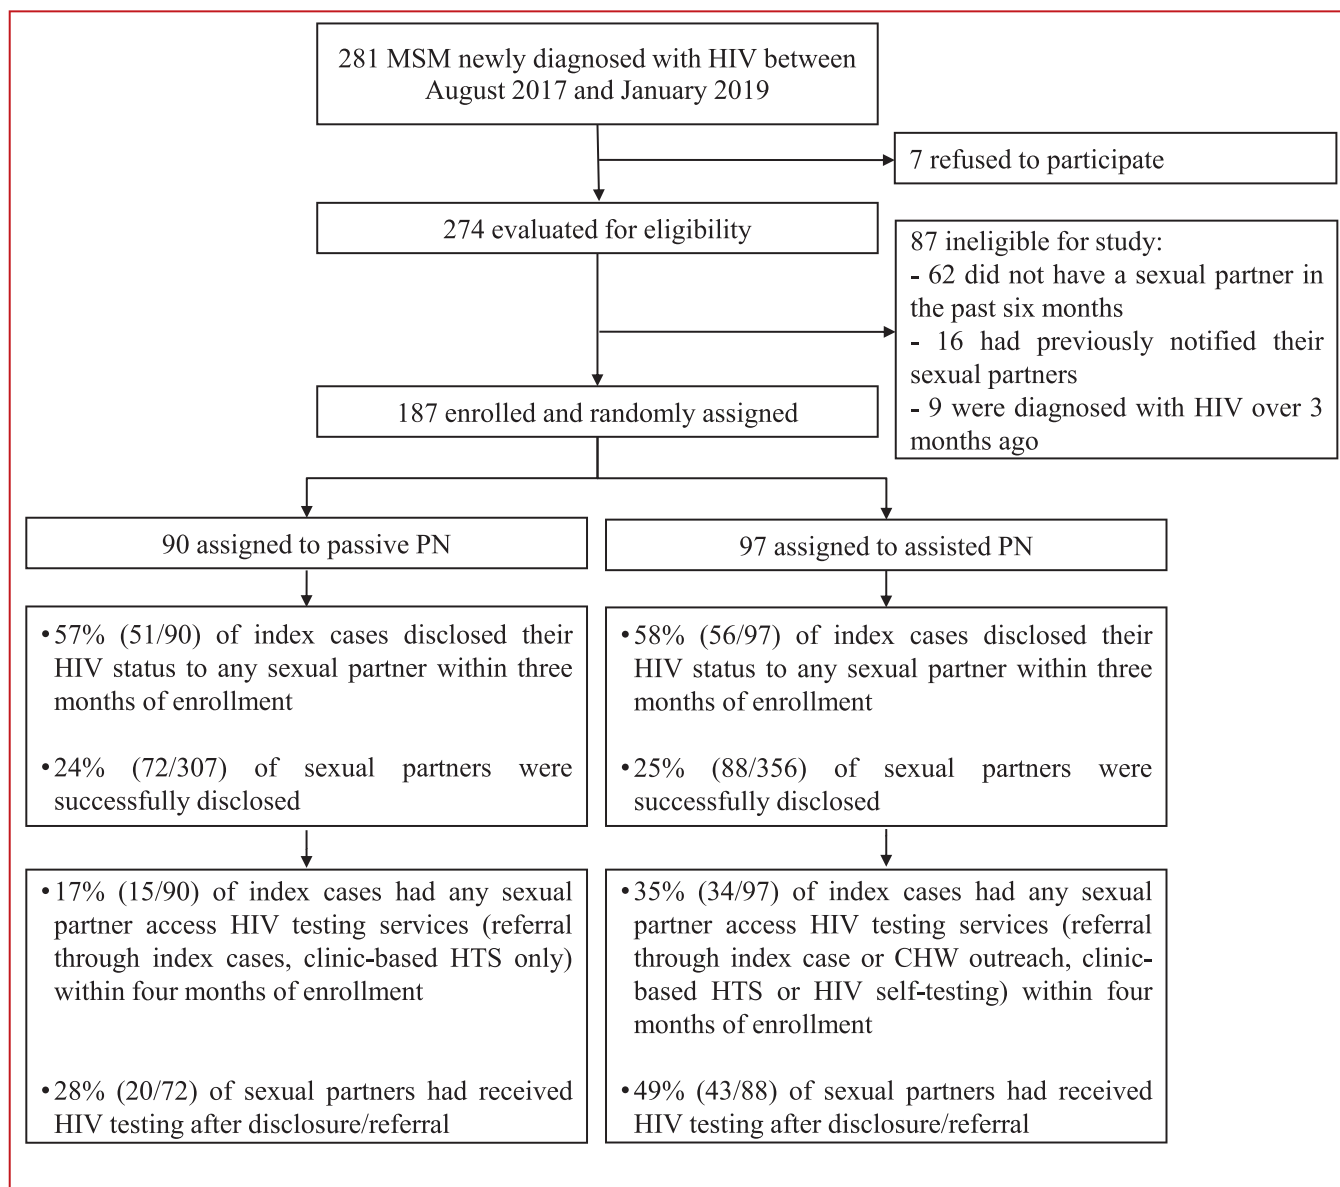 281 MSM newly diagnosed with HIV between
August 2017 and January 2019
7 refused to participate
274 evaluated for eligibility
87 ineligible for study:
- 62 did not have a sexual partner in
the past six months
- 16 had previously notified their
sexual partners
- 9 were diagnosed with HIV over 3
months ago
187 enrolled and randomly assigned
90 assigned to passive PN
97 assigned to assisted PN
•57% (51/90) of index cases disclosed their
HIV status to any sexual partner within three
months of enrollment
•24% (72/307) of sexual partners were
successfully disclosed
•58% (56/97) of index cases disclosed their
HIV status to any sexual partner within three
months of enrollment
•25% (88/356) of sexual partners were
successfully disclosed
•17% (15/90) of index cases had any sexual
partner access HIV testing services (referral
through index cases, clinic-based HTS only)
within four months of enrollment
•28% (20/72) of sexual partners had received
HIV testing after disclosure/referral
•35% (34/97) of index cases had any sexual
partner access HIV testing services (referral
through index case or CHW outreach, clinic-
based HTS or HIV self-testing) within four
months of enrollment
•49% (43/88) of sexual partners had received
HIV testing after disclosure/referral